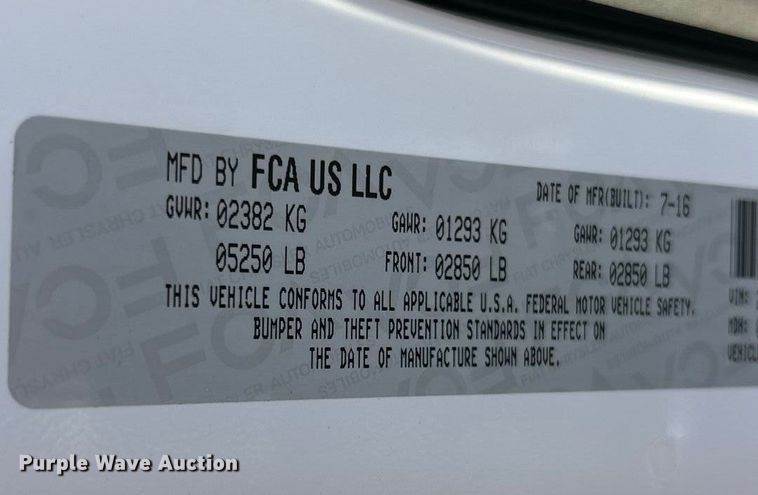 MFD BY FCA US LLC DATE OF MFR(BUILT): 7-16
GVWR: 02382 KG GAWR: 01293 KG GAWR: 01293 KG
05250 LB FRONT: 02850 LB REAR: 02850 LB
THIS VEHICLE CONFORMS TO ALL APPLICABLE U.S.A. FEDERAL MOTOR VEHICLE SAFETY.
BUMPER AND THEFT PREVENTION STANDARDS IN EFFECT ON
THE DATE OF MANUFACTURE SHOWN ABOVE.
VIN:
MDH:
Purple Wave Auction